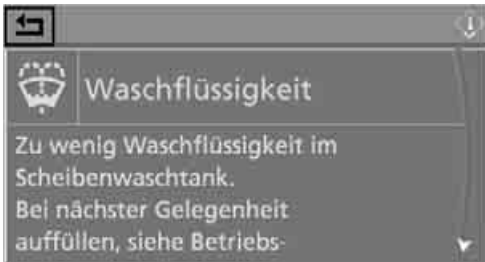 Waschflüssigkeit
Zu wenig Waschflüssigkeit im
Scheibenwaschtank.
Bei nächster Gelegenheit
auffüllen, siehe Betriebs-